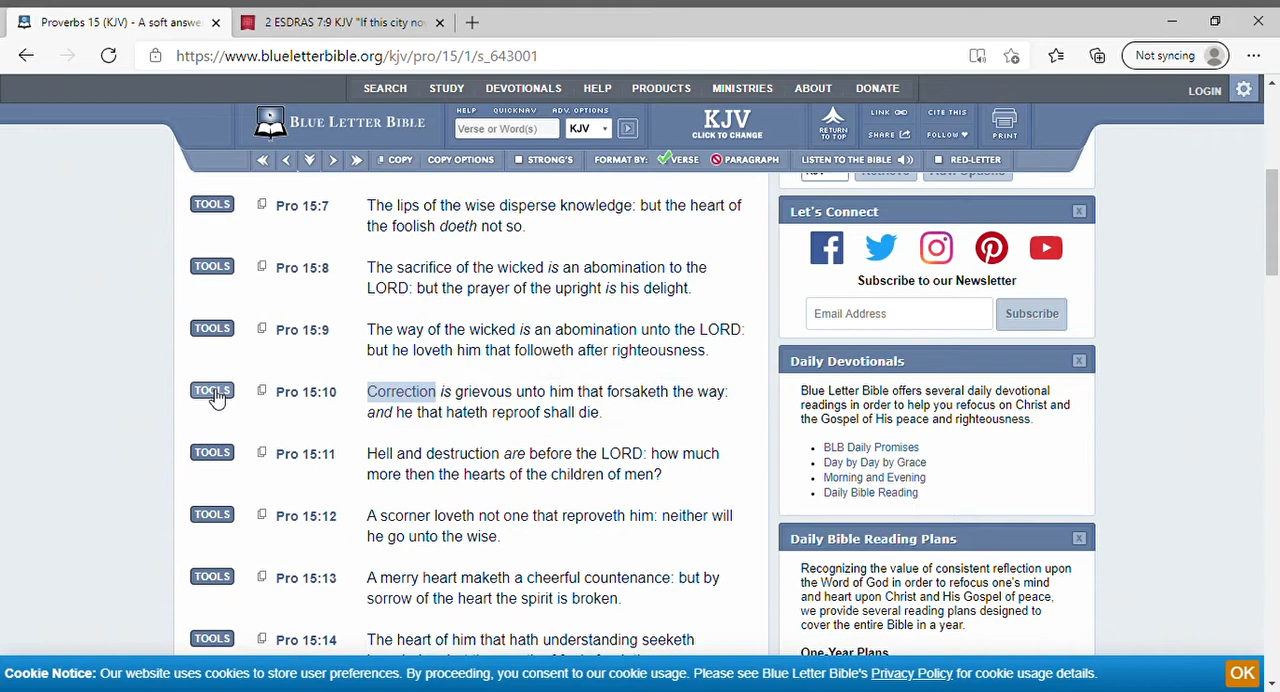 Proverbs 15 (KJV) - A soft answe
2 ESDRAS 7:9 KJV "If this city no
https://www.blueletterbible.org/kjv/pro/15/1/s_643001
Not syncing
SEARCH STUDY DEVOTIONALS HELP PRODUCTS MINISTRIES ABOUT DONATE
LOGIN
BLUE LETTER BIBLE
HELP QUICKNAV ADV. OPTIONS
Verse or Word(s) KJV
KJV
CLICK TO CHANGE
RETURN
TO TOP
LINK CITE THIS
SHARE FOLLOW
PRINT
COPY COPY OPTIONS STRONG'S FORMAT BY: VERSE PARAGRAPH LISTEN TO THE BIBLE RED-LETTER
TOOLS Pro 15:7 The lips of the wise disperse knowledge: but the heart of
the foolish doeth not so.
TOOLS Pro 15:8 The sacrifice of the wicked is an abomination to the
LORD: but the prayer of the upright is his delight.
TOOLS Pro 15:9 The way of the wicked is an abomination unto the LORD:
but he loveth him that followeth after righteousness.
TOOLS Pro 15:10 Correction is grievous unto him that forsaketh the way:
and he that hateth reproof shall die.
TOOLS Pro 15:11 Hell and destruction are before the LORD: how much
more then the hearts of the children of men?
TOOLS Pro 15:12 A scorner loveth not one that reproveth him: neither will
he go unto the wise.
TOOLS Pro 15:13 A merry heart maketh a cheerful countenance: but by
sorrow of the heart the spirit is broken.
TOOLS Pro 15:14 The heart of him that hath understanding seeketh
Let's Connect X
Subscribe to our Newsletter
Email Address Subscribe
Daily Devotionals X
Blue Letter Bible offers several daily devotional
readings in order to help you refocus on Christ and
the Gospel of His peace and righteousness.
BLB Daily Promises
Day by Day by Grace
Morning and Evening
Daily Bible Reading
Daily Bible Reading Plans X
Recognizing the value of consistent reflection upon
the Word of God in order to refocus one's mind
and heart upon Christ and His Gospel of peace,
we provide several reading plans designed to
cover the entire Bible in a year.
One-Year Plans
Cookie Notice: Our website uses cookies to store user preferences. By proceeding, you consent to our cookie usage. Please see Blue Letter Bible's Privacy Policy for cookie usage details.
OK